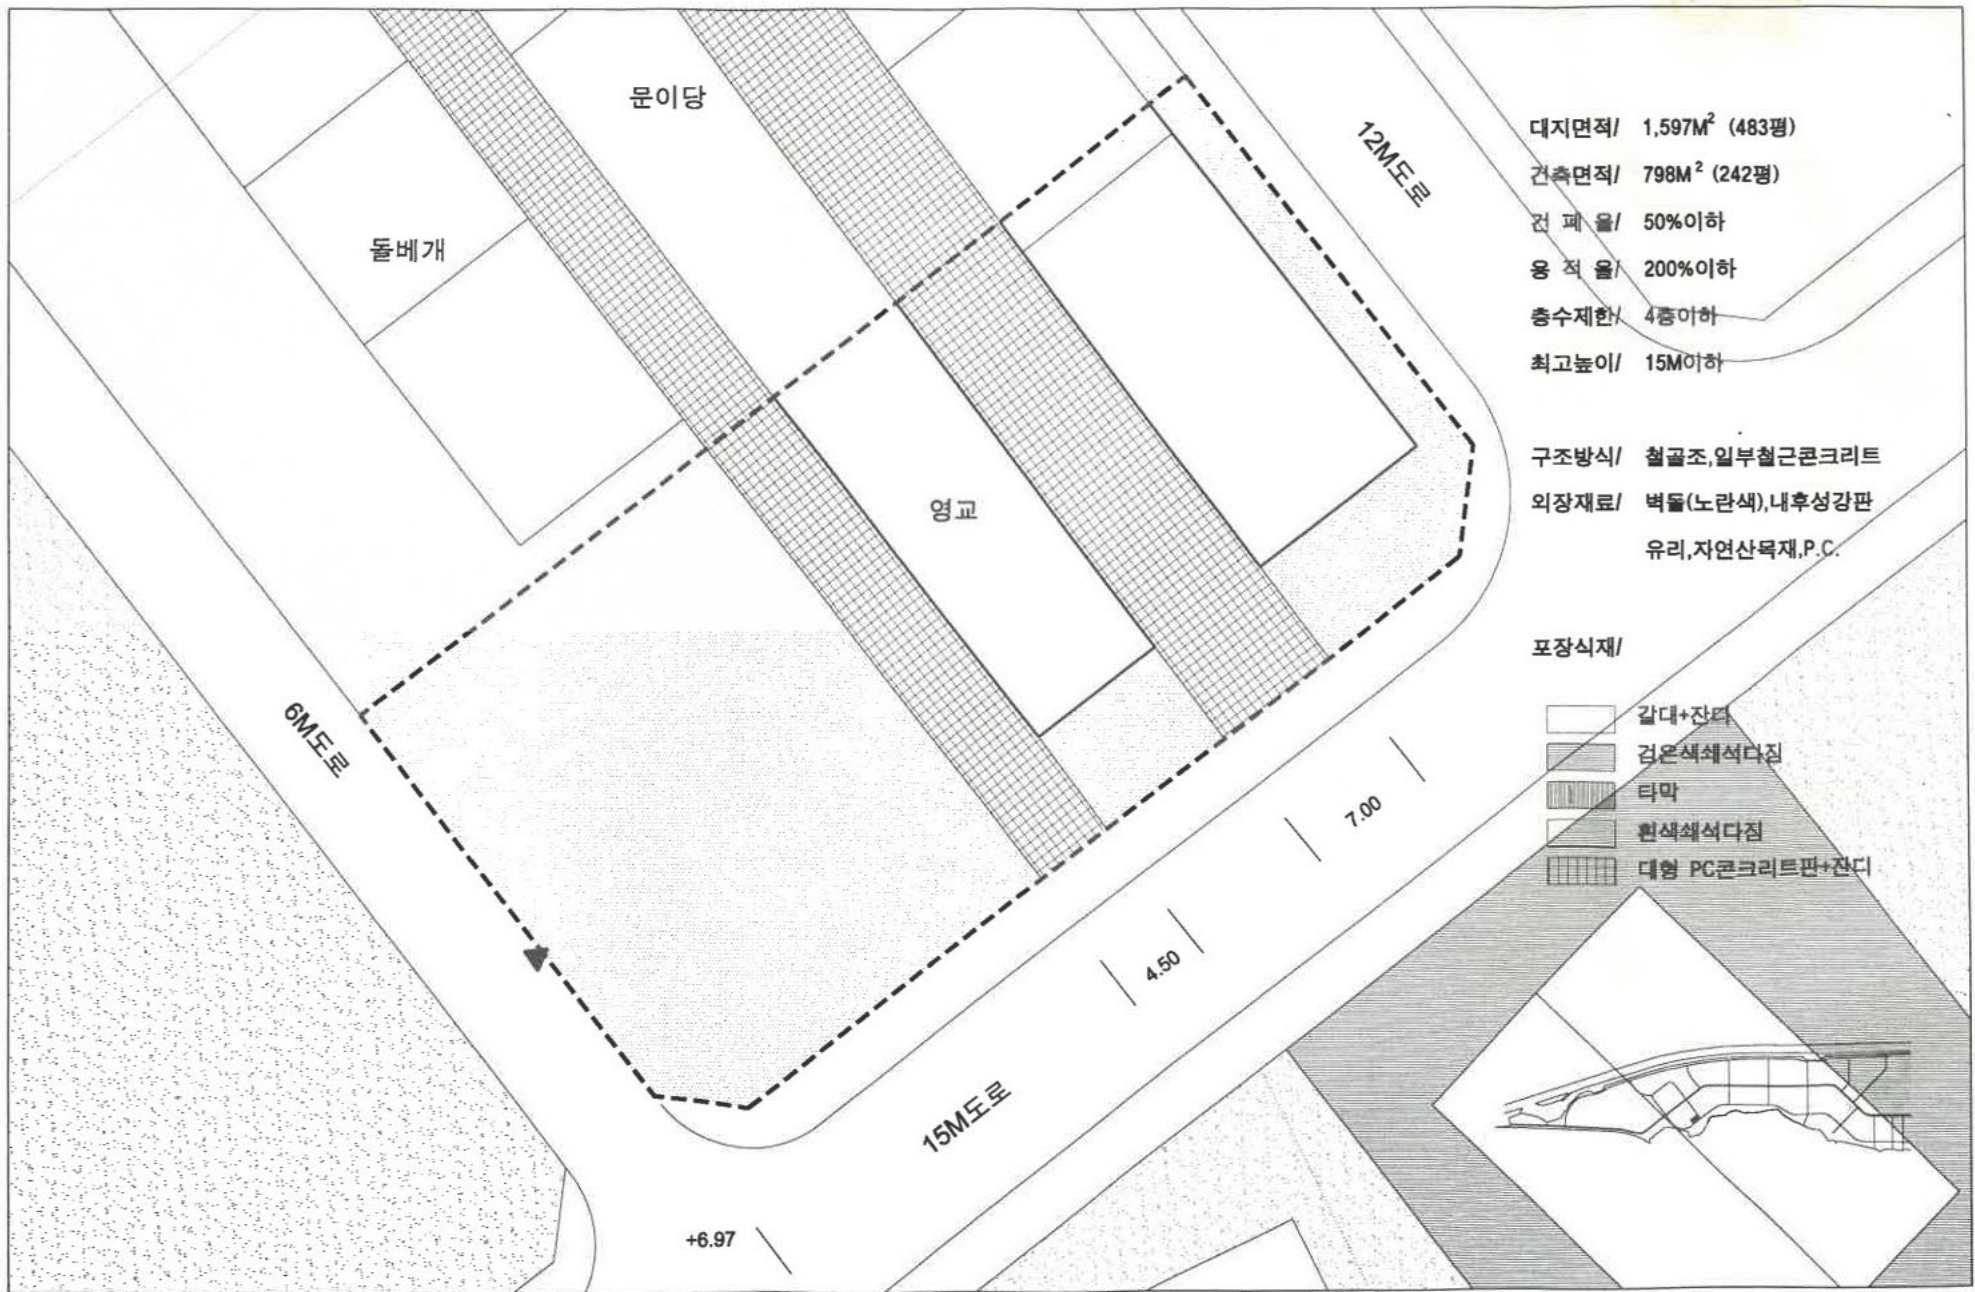 문이당
돌베개
영교
12M도로
6M도로
15M도로
7.00
4.50
+6.97
대지면적/ 1,597M² (483평)
건축면적/ 798M² (242평)
건 폐 율/ 50%이하
용 적 율/ 200%이하
층수제한/ 4층이하
최고높이/ 15M이하
구조방식/ 철골조,일부철근콘크리트
외장재료/ 벽돌(노란색),내후성강판
유리,자연산목재,P.C.
포장식재/
갈대+잔디
검은색쇄석다짐
타막
흰색쇄석다짐
대형 PC콘크리트판+잔디